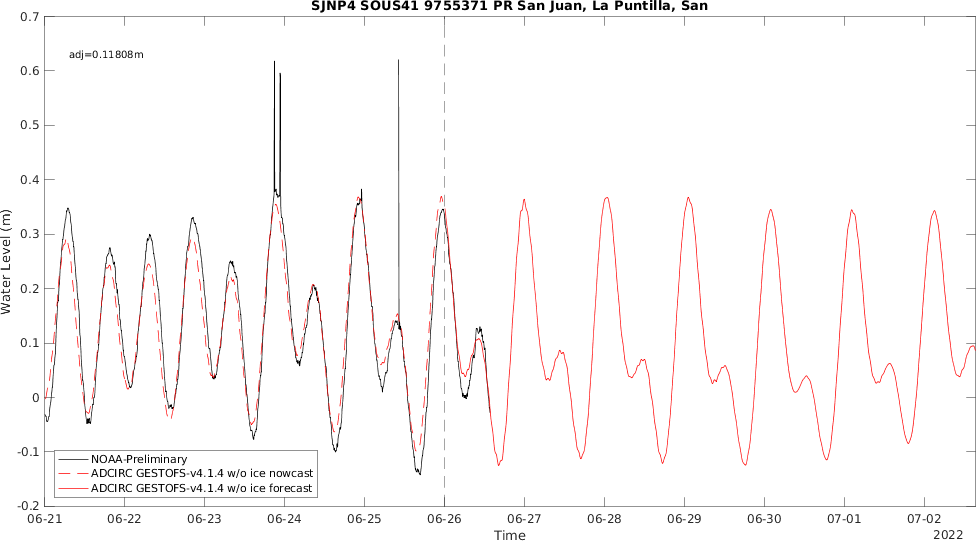 SJNP4 SOUS41 9755371 PR San Juan, La Puntilla, San
adj=0.11808m
Water Level (m)
0.7
0.6
0.5
0.4
0.3
0.2
0.1
0
-0.1
-0.2
NOAA-Preliminary
ADCIRC GESTOFS-v4.1.4 w/o ice nowcast
ADCIRC GESTOFS-v4.1.4 w/o ice forecast
06-21 06-22 06-23 06-24 06-25 06-26 06-27 06-28 06-29 06-30 07-01 07-02
Time
2022